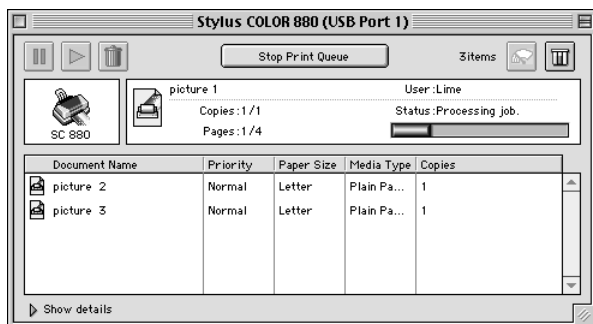 Stylus COLOR 880 (USB Port 1)
Stop Print Queue
3items
SC 880
picture 1
User:Lime
Copies:1/1
Status:Processing job.
Pages:1/4
Document Name Priority Paper Size Media Type Copies
picture 2 Normal Letter Plain Pa... 1
picture 3 Normal Letter Plain Pa... 1
Show details